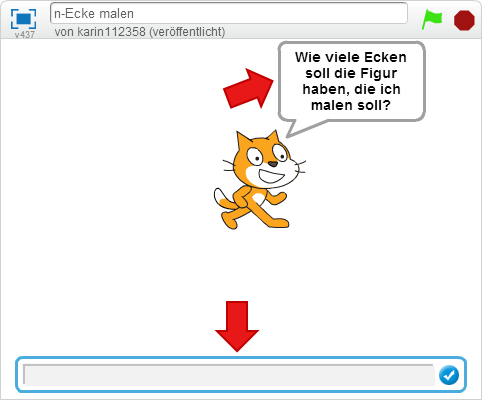 n-Ecke malen
von karin112358 (veröffentlicht)
v437
Wie viele Ecken
soll die Figur
haben, die ich
malen soll?